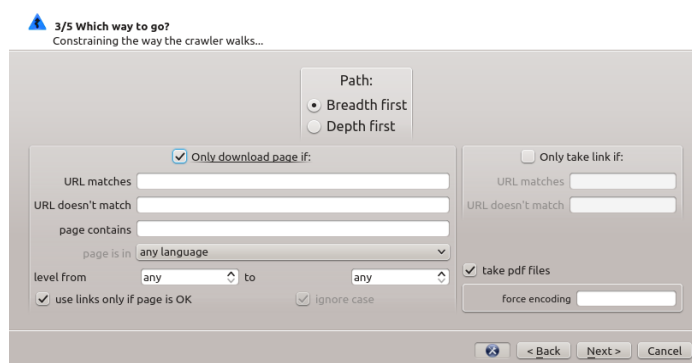 3/5 Which way to go?
Constraining the way the crawler walks...
Path:
Breadth first
Depth first
Only download page if:
URL matches
URL doesn't match
page contains
page is in any language
level from any to any
use links only if page is OK ignore case
Only take link if:
URL matches
URL doesn't match
take pdf files
force encoding
< Back Next > Cancel